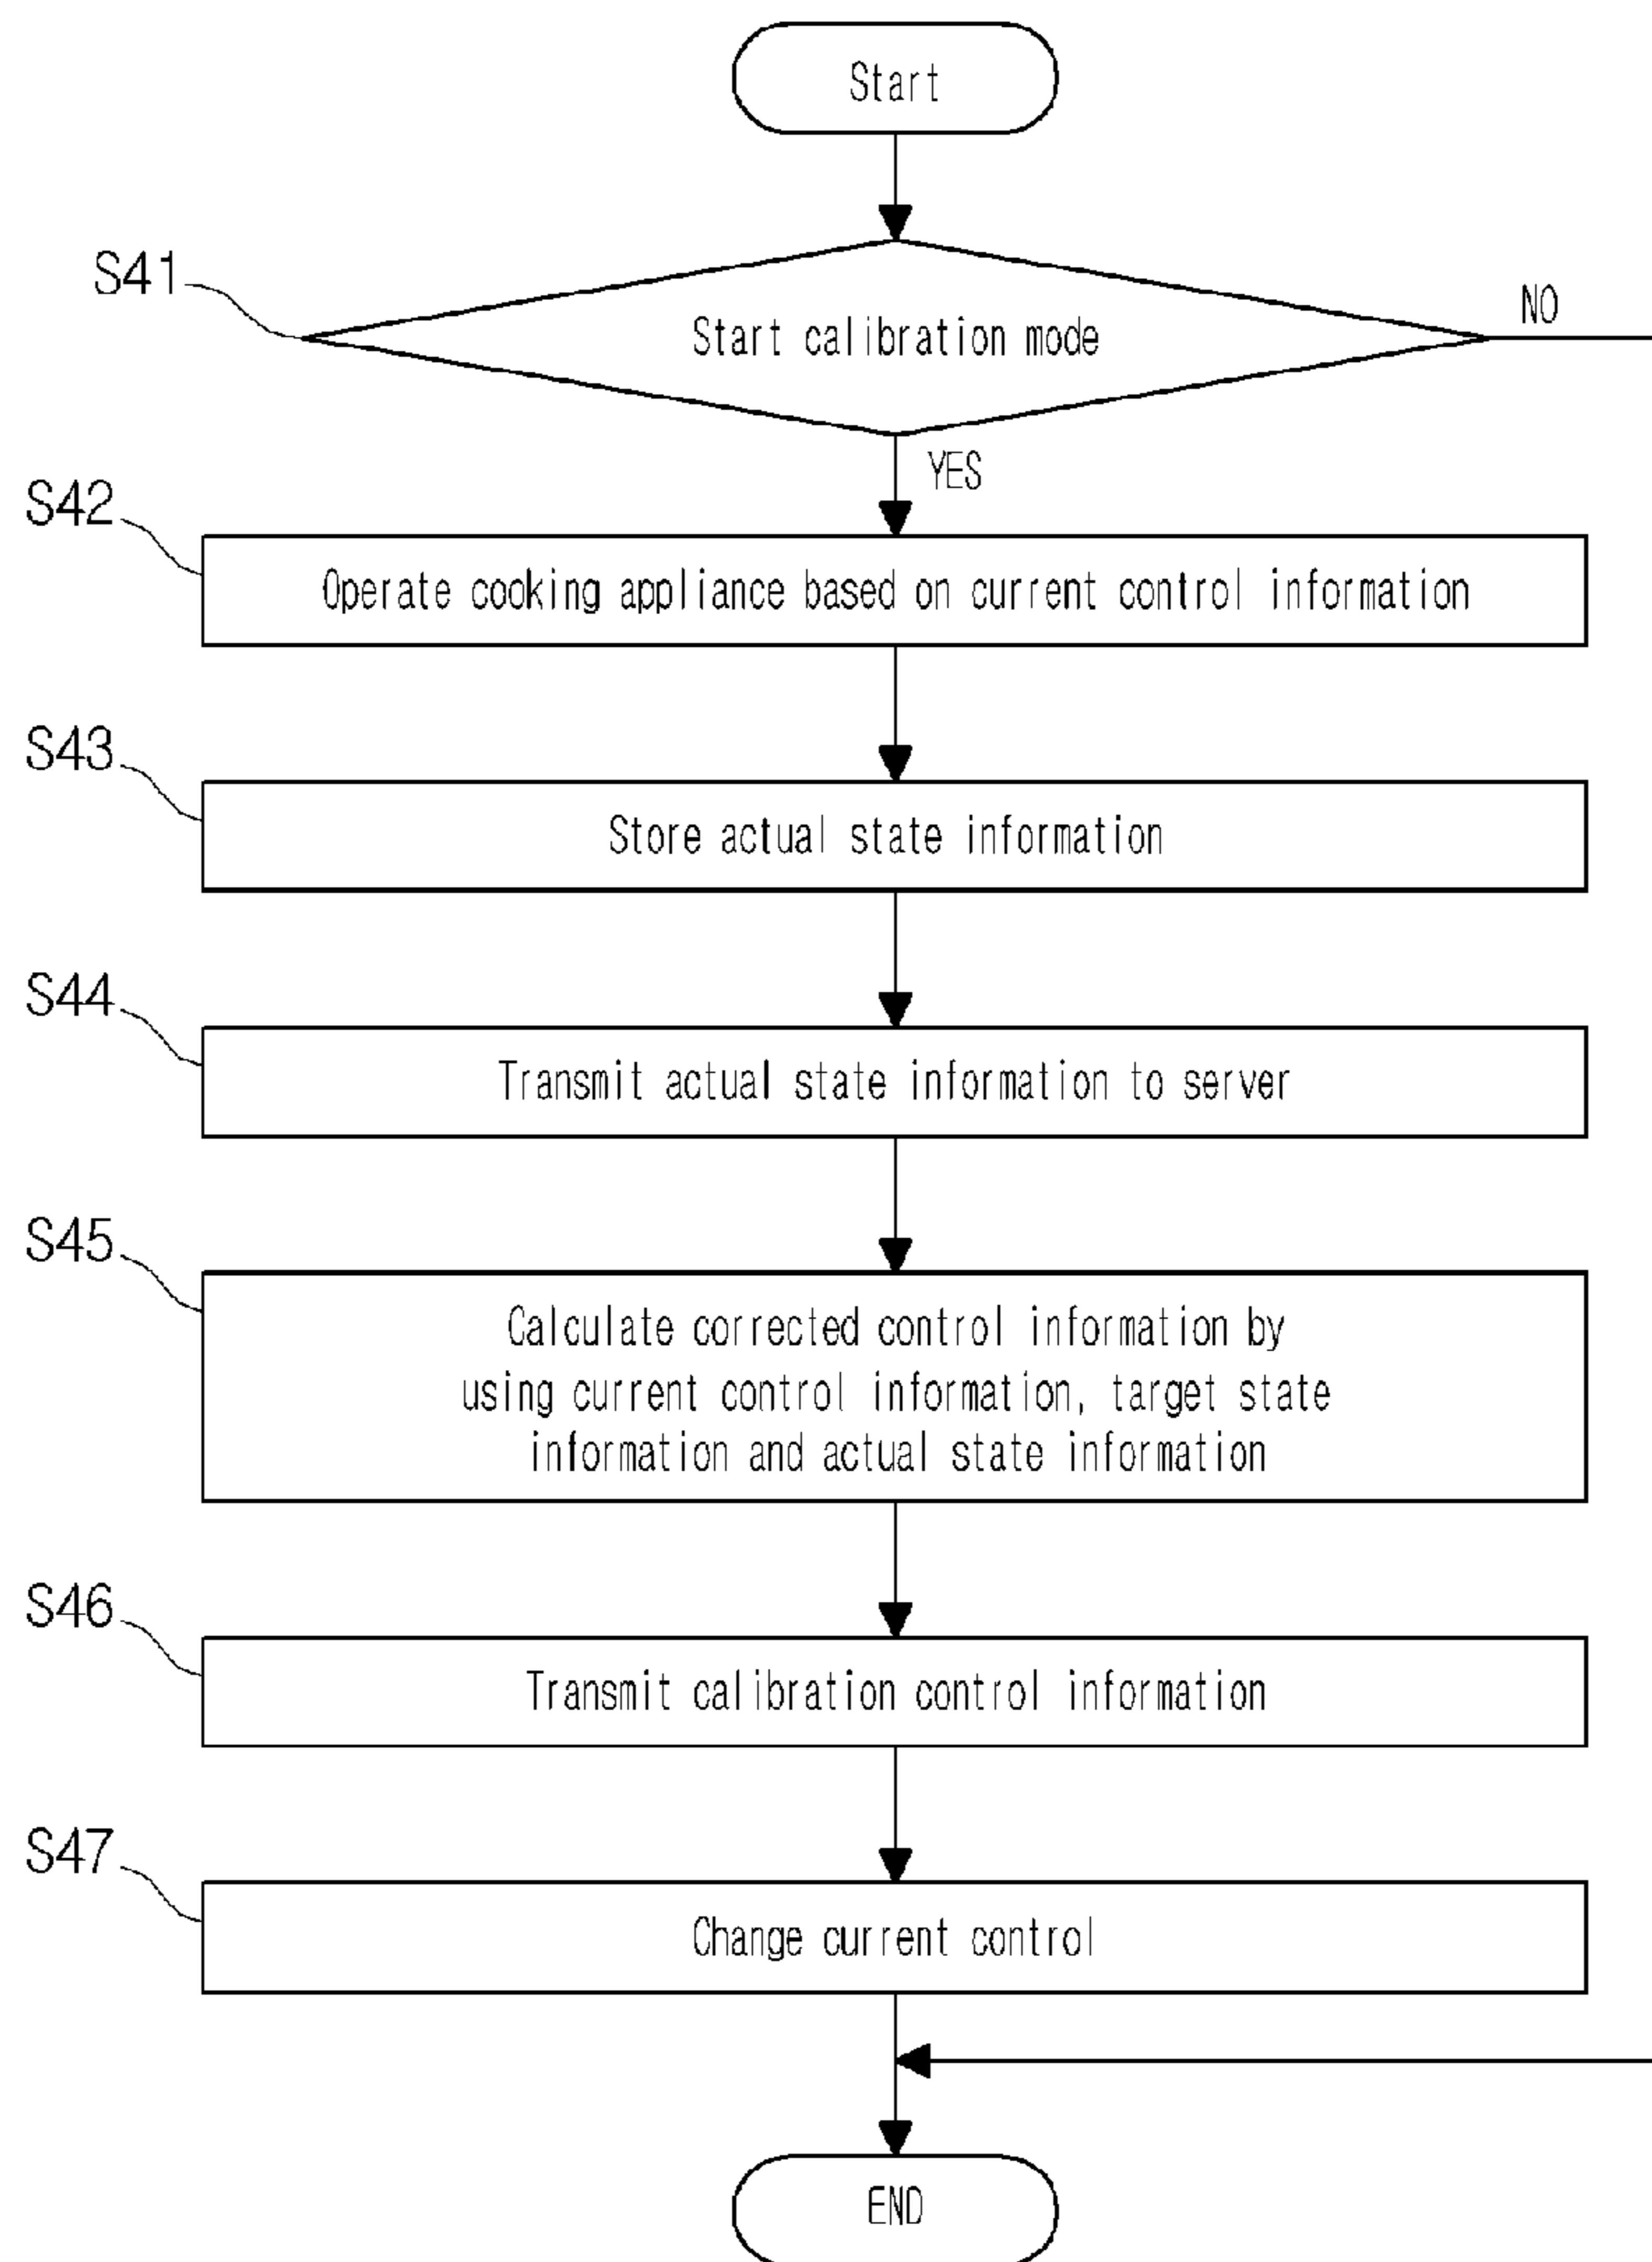 Start
S41
Start calibration mode
NO
YES
S42
Operate cooking appliance based on current control information
S43
Store actual state information
S44
Transmit actual state information to server
S45
Calculate corrected control information by
using current control information, target state
information and actual state information
S46
Transmit calibration control information
S47
Change current control
END